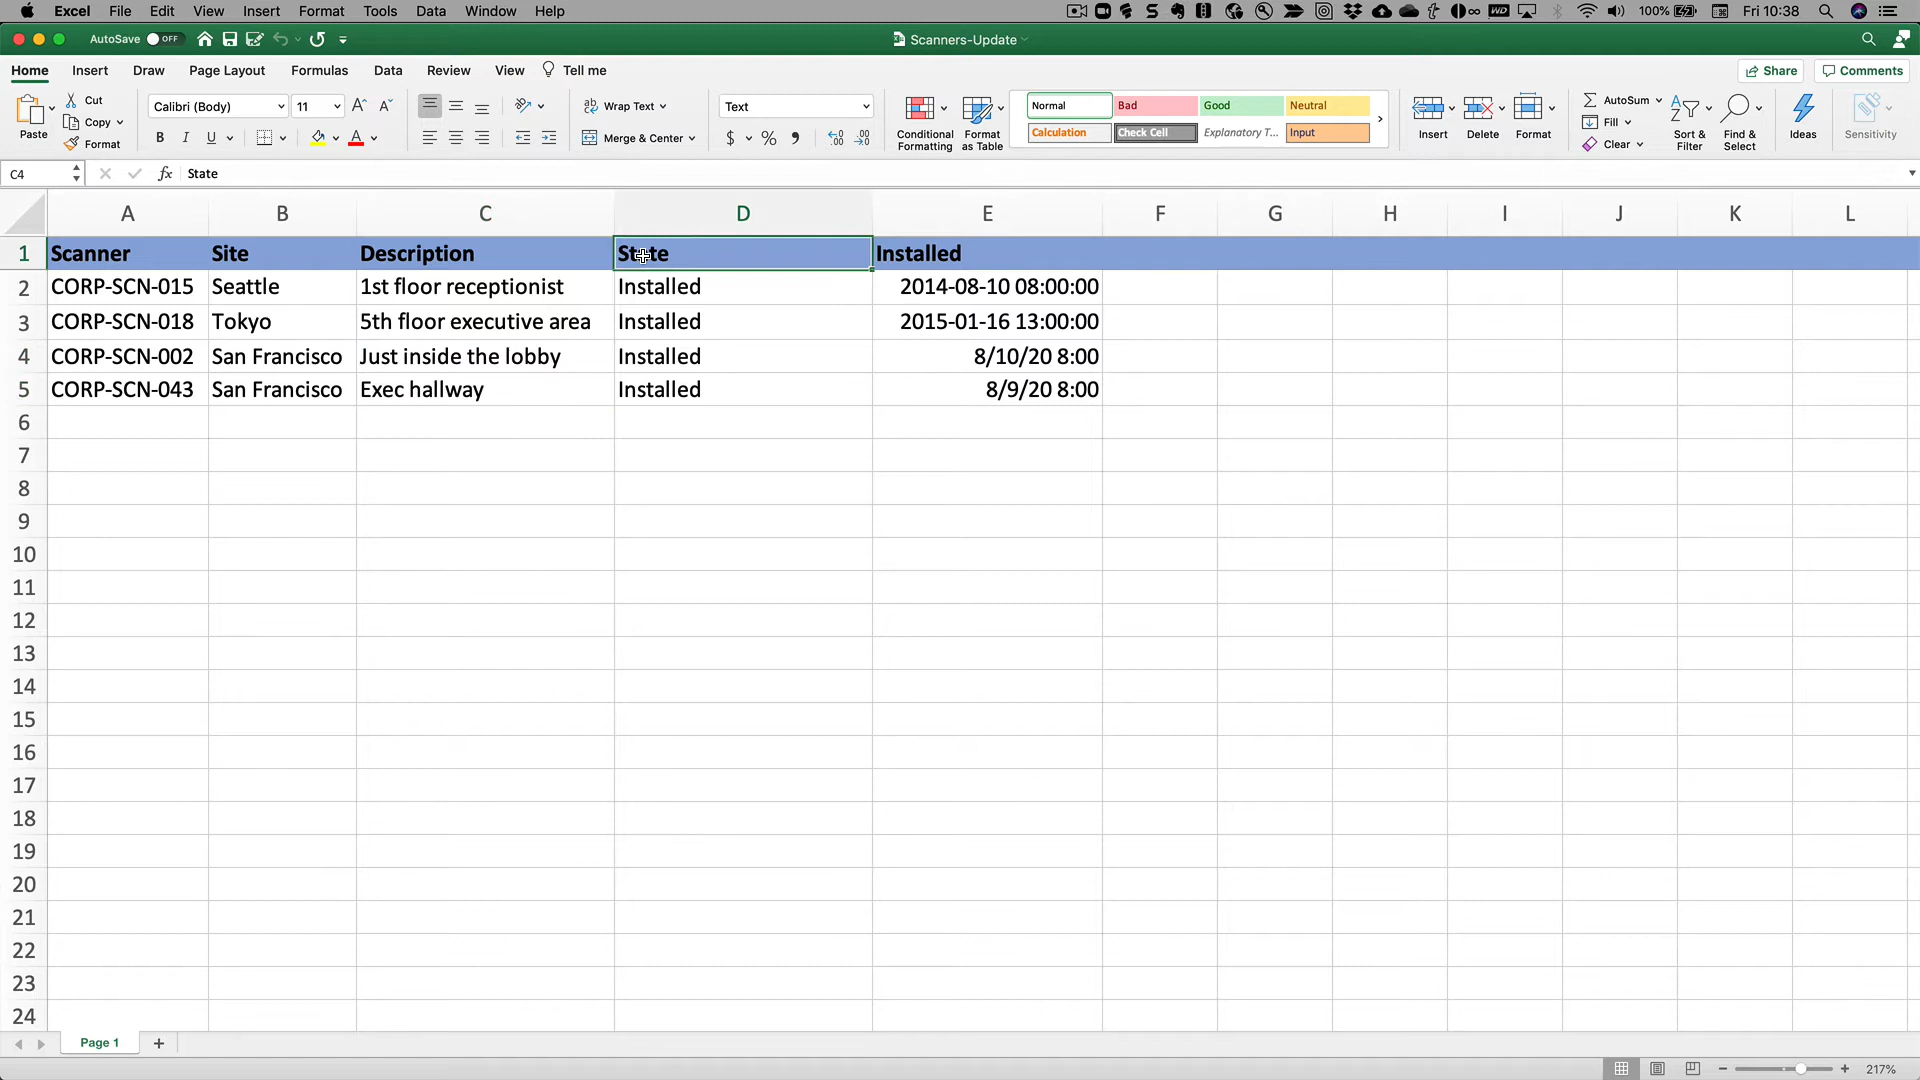 Excel File Edit View Insert Format Tools Data Window Help 100% Fri 10:38
AutoSave OFF Scanners-Update
Home Insert Draw Page Layout Formulas Data Review View Tell me Share Comments
Paste Cut Copy Format
Calibri (Body) 11
B I U
Wrap Text
Merge & Center
Text
$ % ,
Conditional Formatting
Format as Table
Normal Bad Good Neutral
Calculation Check Cell Explanatory T... Input
Insert Delete Format
AutoSum
Fill
Clear
Sort & Filter
Find & Select
Ideas
Sensitivity
C4 fx State
A B C D E F G H I J K L
1 Scanner Site Description State Installed
2 CORP-SCN-015 Seattle 1st floor receptionist Installed 2014-08-10 08:00:00
3 CORP-SCN-018 Tokyo 5th floor executive area Installed 2015-01-16 13:00:00
4 CORP-SCN-002 San Francisco Just inside the lobby Installed 8/10/20 8:00
5 CORP-SCN-043 San Francisco Exec hallway Installed 8/9/20 8:00
6
7
8
9
10
11
12
13
14
15
16
17
18
19
20
21
22
23
24
Page 1 +
217%